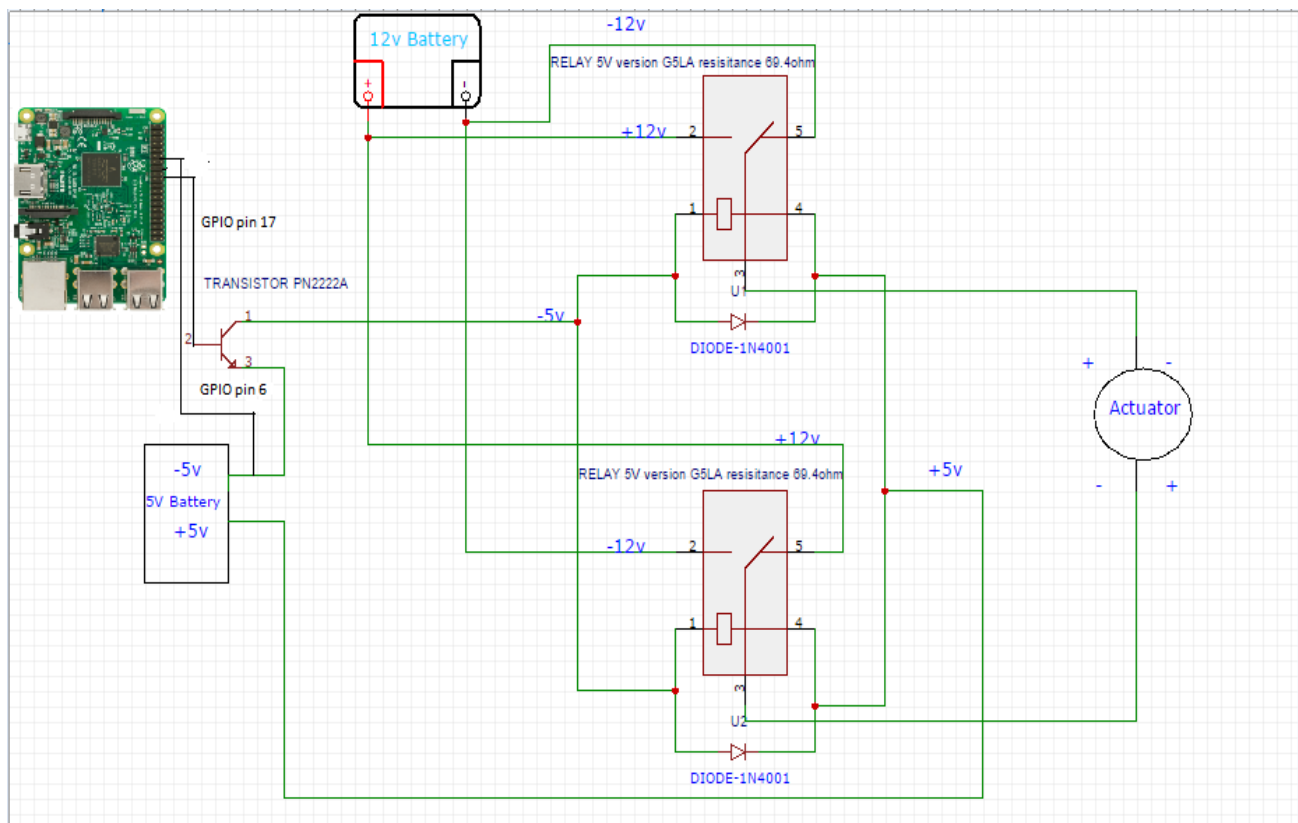 -12v
12v Battery
+ -
RELAY 5V version G5LA resisitance 69.4ohm
+12v
2 5
1 4
GPIO pin 17
3
U1
TRANSISTOR PN2222A
1
-5v
2
DIODE-1N4001
3
+ -
GPIO pin 6
Actuator
+12v
-5v
RELAY 5V version G5LA resisitance 69.4ohm
+5v
- +
5V Battery
+5v
-12v
2 5
1 4
3
U2
DIODE-1N4001